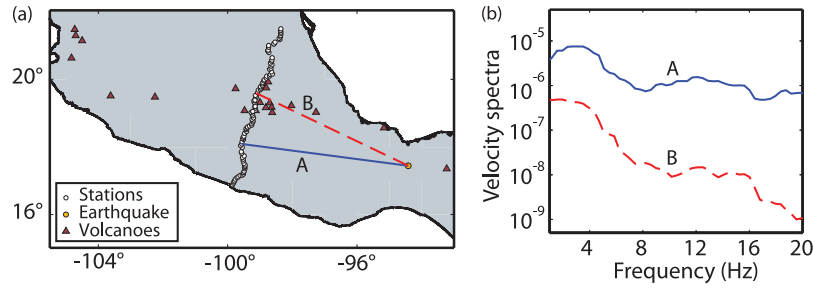 (a)
20°
16°
B
A
Stations
Earthquake
Volcanoes
-104
-100°
-96°
(b)
Velocity spectra
10-5
10-6
10-7
10-8
10-9
A
B
4
8
12
16
20
Frequency (Hz)